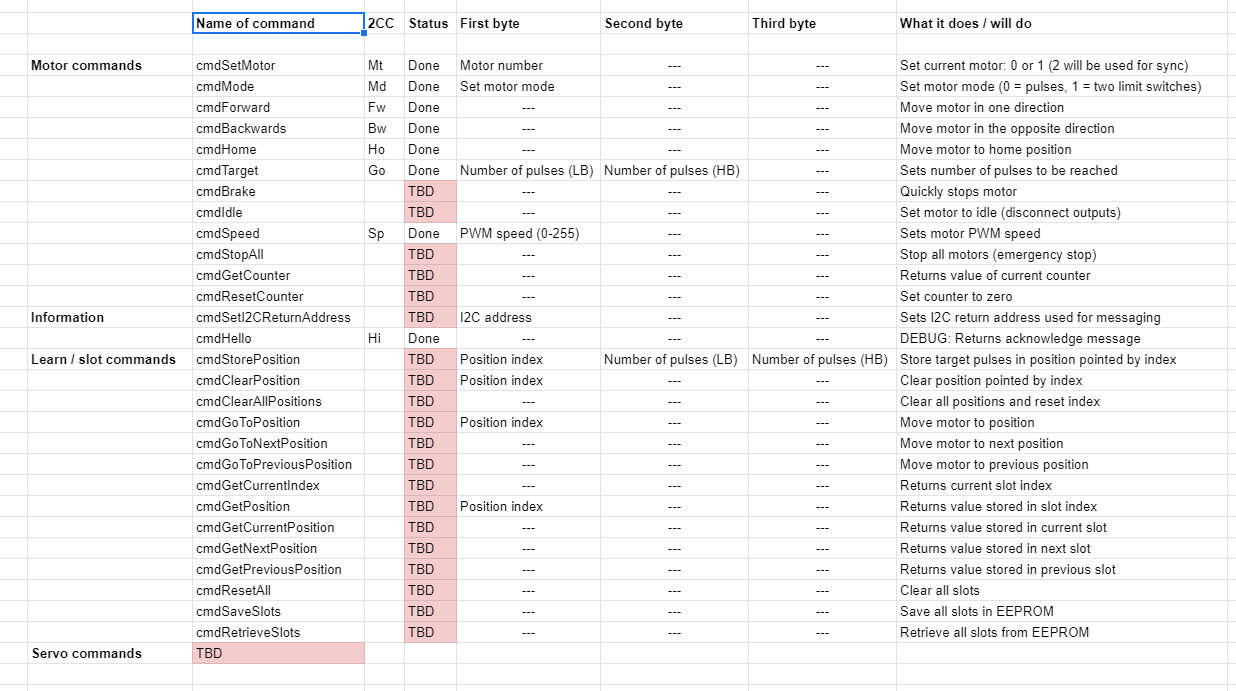 Name of command 2CC Status First byte Second byte Third byte What it does / will do
Motor commands cmdSetMotor Mt Done Motor number --- --- Set current motor: 0 or 1 (2 will be used for sync)
cmdMode Md Done Set motor mode --- --- Set motor mode (0 = pulses, 1 = two limit switches)
cmdForward Fw Done --- --- --- Move motor in one direction
cmdBackwards Bw Done --- --- --- Move motor in the opposite direction
cmdHome Ho Done --- --- --- Move motor to home position
cmdTarget Go Done Number of pulses (LB) Number of pulses (HB) --- Sets number of pulses to be reached
cmdBrake TBD --- --- --- Quickly stops motor
cmdIdle TBD --- --- --- Set motor to idle (disconnect outputs)
cmdSpeed Sp Done PWM speed (0-255) --- --- Sets motor PWM speed
cmdStopAll TBD --- --- --- Stop all motors (emergency stop)
cmdGetCounter TBD --- --- --- Returns value of current counter
cmdResetCounter TBD --- --- --- Set counter to zero
Information cmdSetI2CReturnAddress TBD I2C address --- --- Sets I2C return address used for messaging
cmdHello Hi Done --- --- --- DEBUG: Returns acknowledge message
Learn / slot commands cmdStorePosition TBD Position index Number of pulses (LB) Number of pulses (HB) Store target pulses in position pointed by index
cmdClearPosition TBD Position index --- --- Clear position pointed by index
cmdClearAllPositions TBD --- --- --- Clear all positions and reset index
cmdGoToPosition TBD Position index --- --- Move motor to position
cmdGoToNextPosition TBD --- --- --- Move motor to next position
cmdGoToPreviousPosition TBD --- --- --- Move motor to previous position
cmdGetCurrentIndex TBD --- --- --- Returns current slot index
cmdGetPosition TBD Position index --- --- Returns value stored in slot index
cmdGetCurrentPosition TBD --- --- --- Returns value stored in current slot
cmdGetNextPosition TBD --- --- --- Returns value stored in next slot
cmdGetPreviousPosition TBD --- --- --- Returns value stored in previous slot
cmdResetAll TBD --- --- --- Clear all slots
cmdSaveSlots TBD --- --- --- Save all slots in EEPROM
cmdRetrieveSlots TBD --- --- --- Retrieve all slots from EEPROM
Servo commands TBD